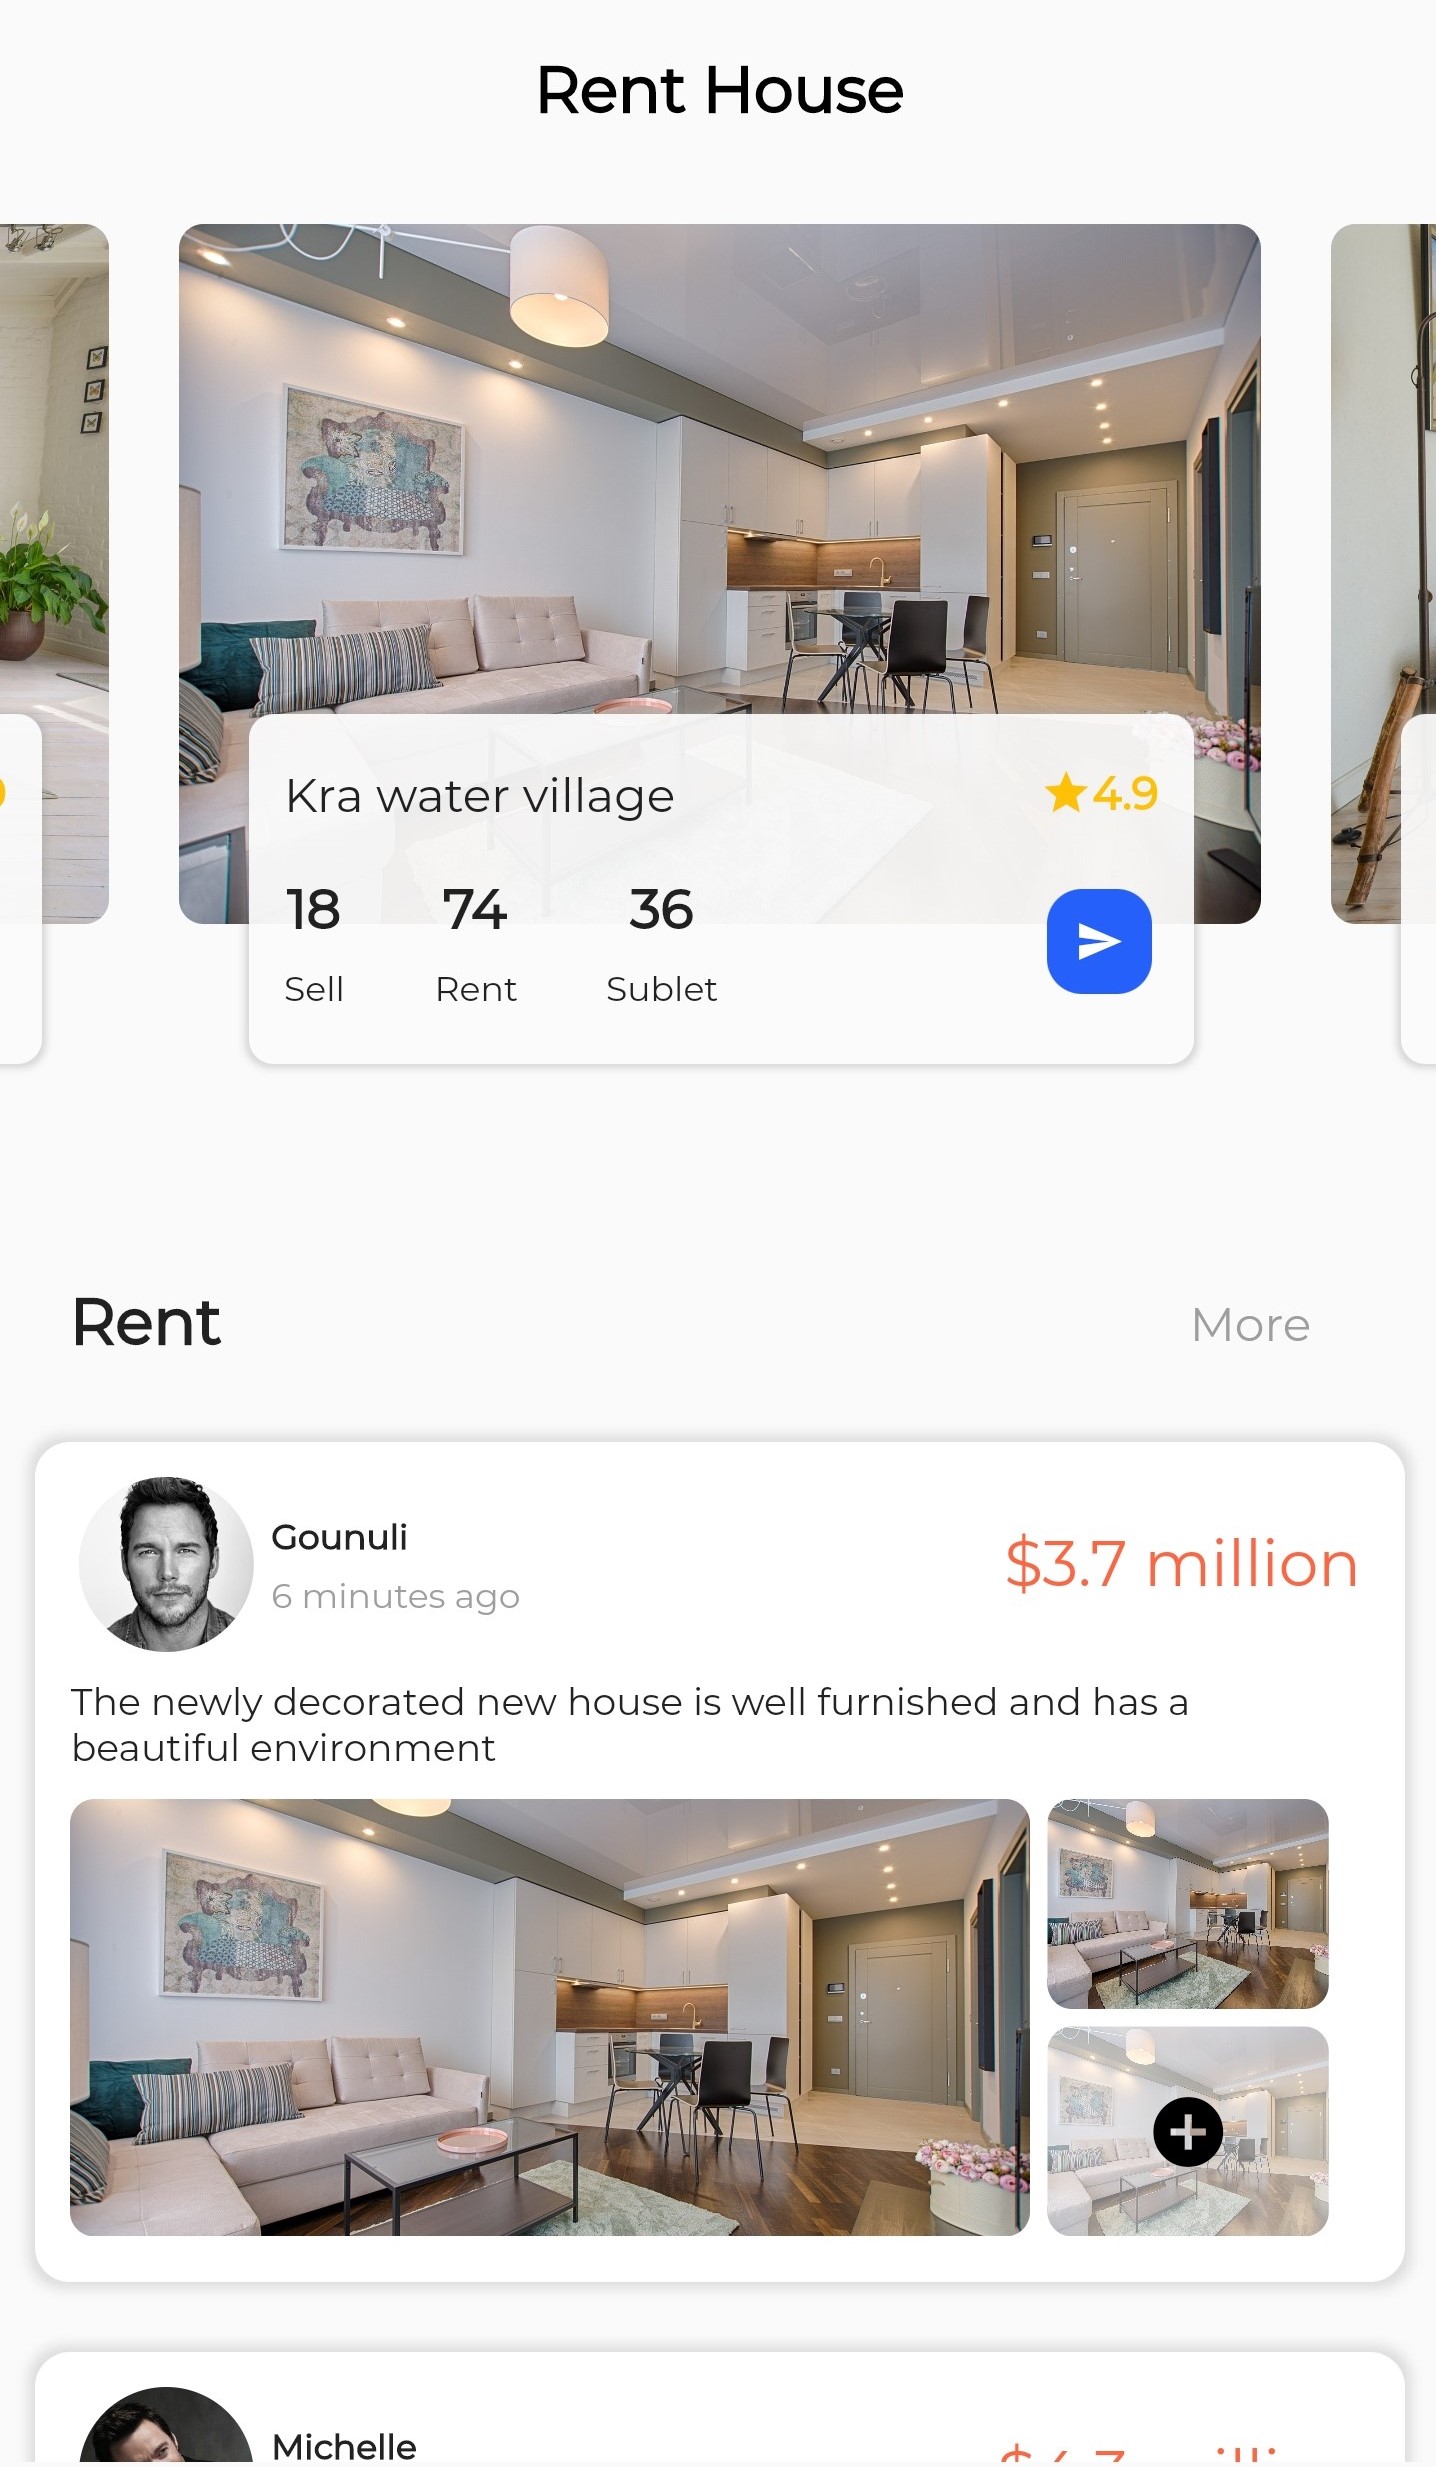 Rent House
Kra water village
4.9
18 74 36
Sell Rent Sublet
Rent
More
Gounuli
6 minutes ago
$3.7 million
The newly decorated new house is well furnished and has a
beautiful environment
Michelle